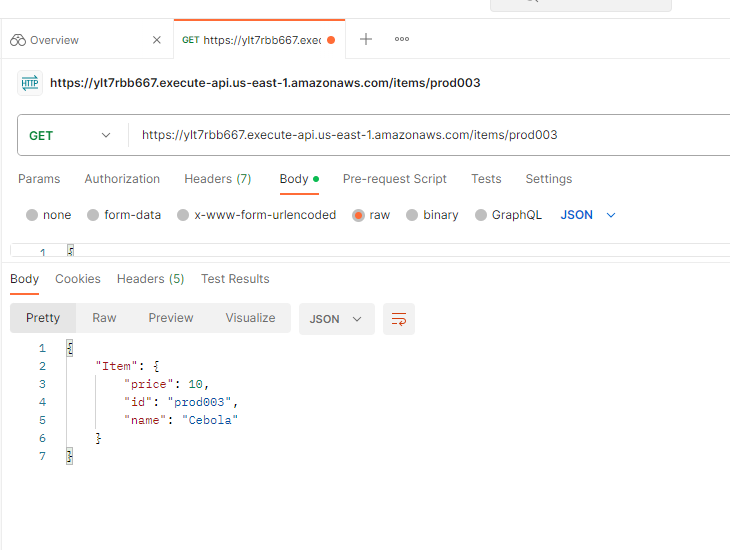 Overview
GET https://ylt7rbb667.exec
HTTP https://ylt7rbb667.execute-api.us-east-1.amazonaws.com/items/prod003
GET https://ylt7rbb667.execute-api.us-east-1.amazonaws.com/items/prod003
Params Authorization Headers (7) Body Pre-request Script Tests Settings
none form-data x-www-form-urlencoded raw binary GraphQL JSON
1 {
Body Cookies Headers (5) Test Results
Pretty Raw Preview Visualize JSON
1 {
2 "Item": {
3 "price": 10,
4 "id": "prod003",
5 "name": "Cebola"
6 }
7 }